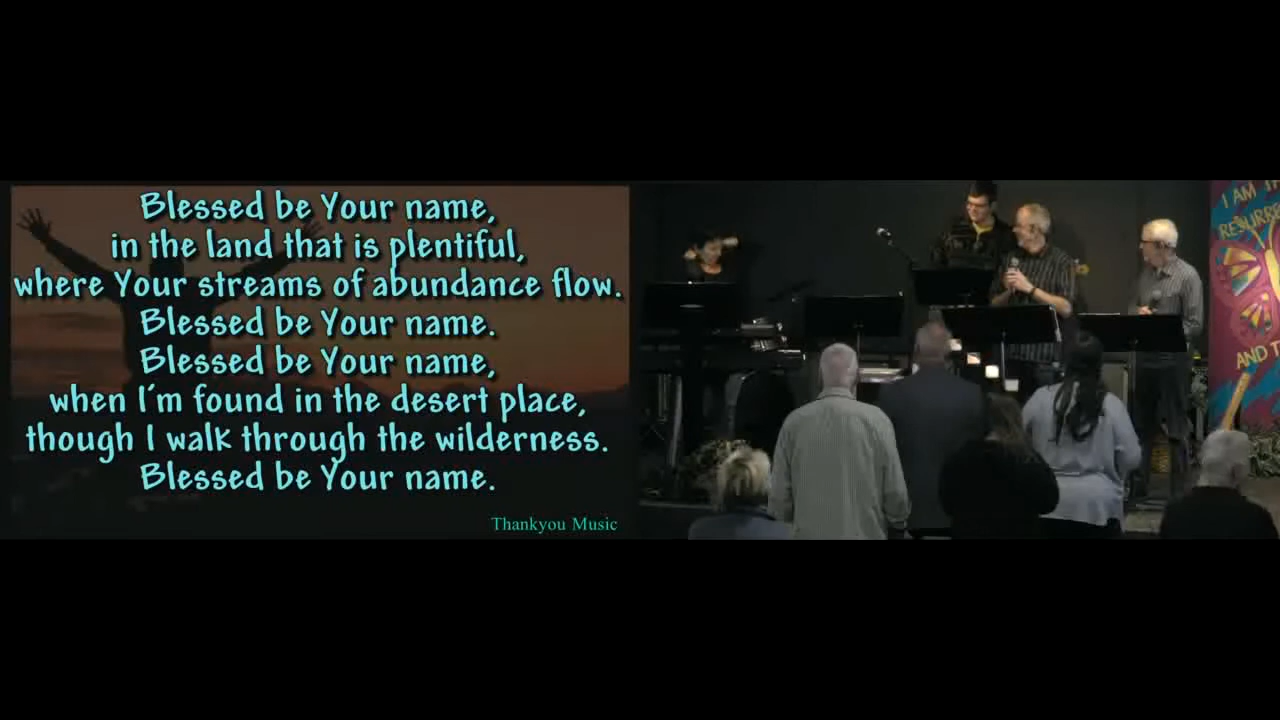 Blessed be Your name,
in the land that is plentiful,
where Your streams of abundance flow.
Blessed be Your name.
Blessed be Your name,
when I'm found in the desert place,
though I walk through the wilderness.
Blessed be Your name.
Thankyou Music
I AM
AND